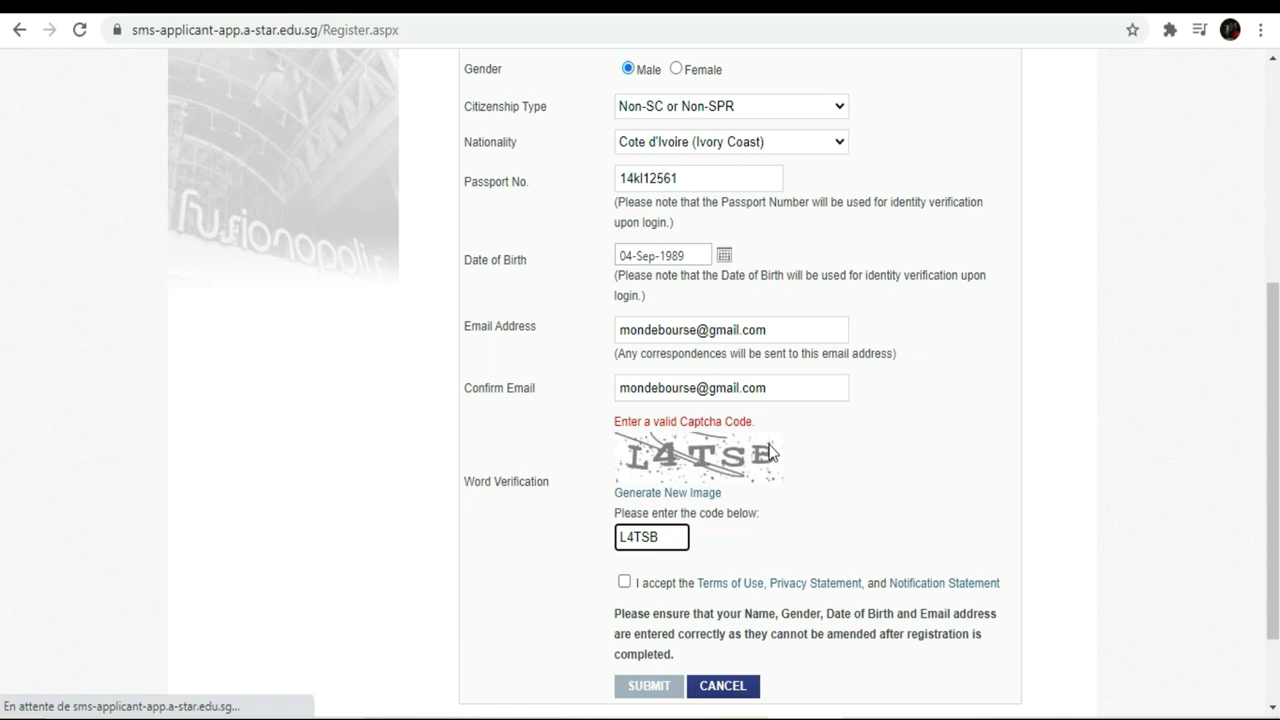 sms-applicant-app.a-star.edu.sg/Register.aspx
Gender Male Female
Citizenship Type Non-SC or Non-SPR
Nationality Cote d'Ivoire (Ivory Coast)
Passport No. 14kl12561
(Please note that the Passport Number will be used for identity verification
upon login.)
Date of Birth 04-Sep-1989
(Please note that the Date of Birth will be used for identity verification upon
login.)
Email Address mondebourse@gmail.com
(Any correspondences will be sent to this email address)
Confirm Email mondebourse@gmail.com
Enter a valid Captcha Code.
L4TSB
Word Verification
Generate New Image
Please enter the code below:
L4TSB
I accept the Terms of Use, Privacy Statement, and Notification Statement
Please ensure that your Name, Gender, Date of Birth and Email address
are entered correctly as they cannot be amended after registration is
completed.
SUBMIT CANCEL
En attente de sms-applicant-app.a-star.edu.sg...
fusionopolis